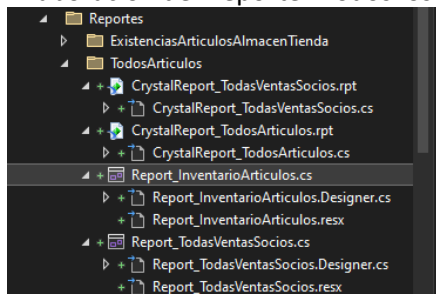 Reportes
ExistenciasArticulosAlmacenTienda
TodosArticulos
+ CrystalReport_TodasVentasSocios.rpt
+ CrystalReport_TodasVentasSocios.cs
+ CrystalReport_TodosArticulos.rpt
+ CrystalReport_TodosArticulos.cs
+ Report_InventarioArticulos.cs
+ Report_InventarioArticulos.Designer.cs
+ Report_InventarioArticulos.resx
+ Report_TodasVentasSocios.cs
+ Report_TodasVentasSocios.Designer.cs
+ Report_TodasVentasSocios.resx